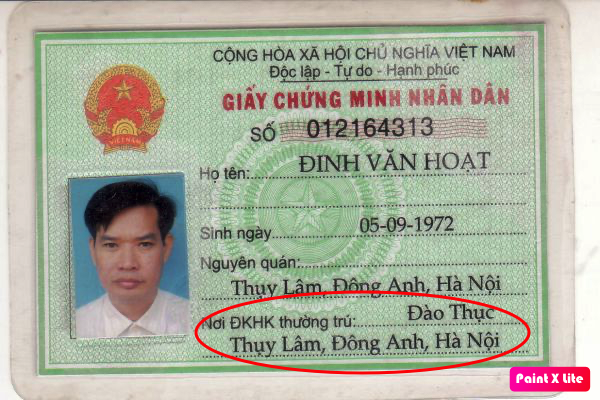 CỘNG HÒA XÃ HỘI CHỦ NGHĨA VIỆT NAM
Độc lập - Tự do - Hạnh phúc
GIẤY CHỨNG MINH NHÂN DÂN
SỐ 012164313
Họ tên: ĐINH VĂN HOẠT
Sinh ngày 05-09-1972
Nguyên quán:
Thụy Lâm, Đông Anh, Hà Nội
Nơi ĐKHK thường trú: Đào Thục
Thụy Lâm, Đông Anh, Hà Nội
VIỆT NAM
Paint X Lite